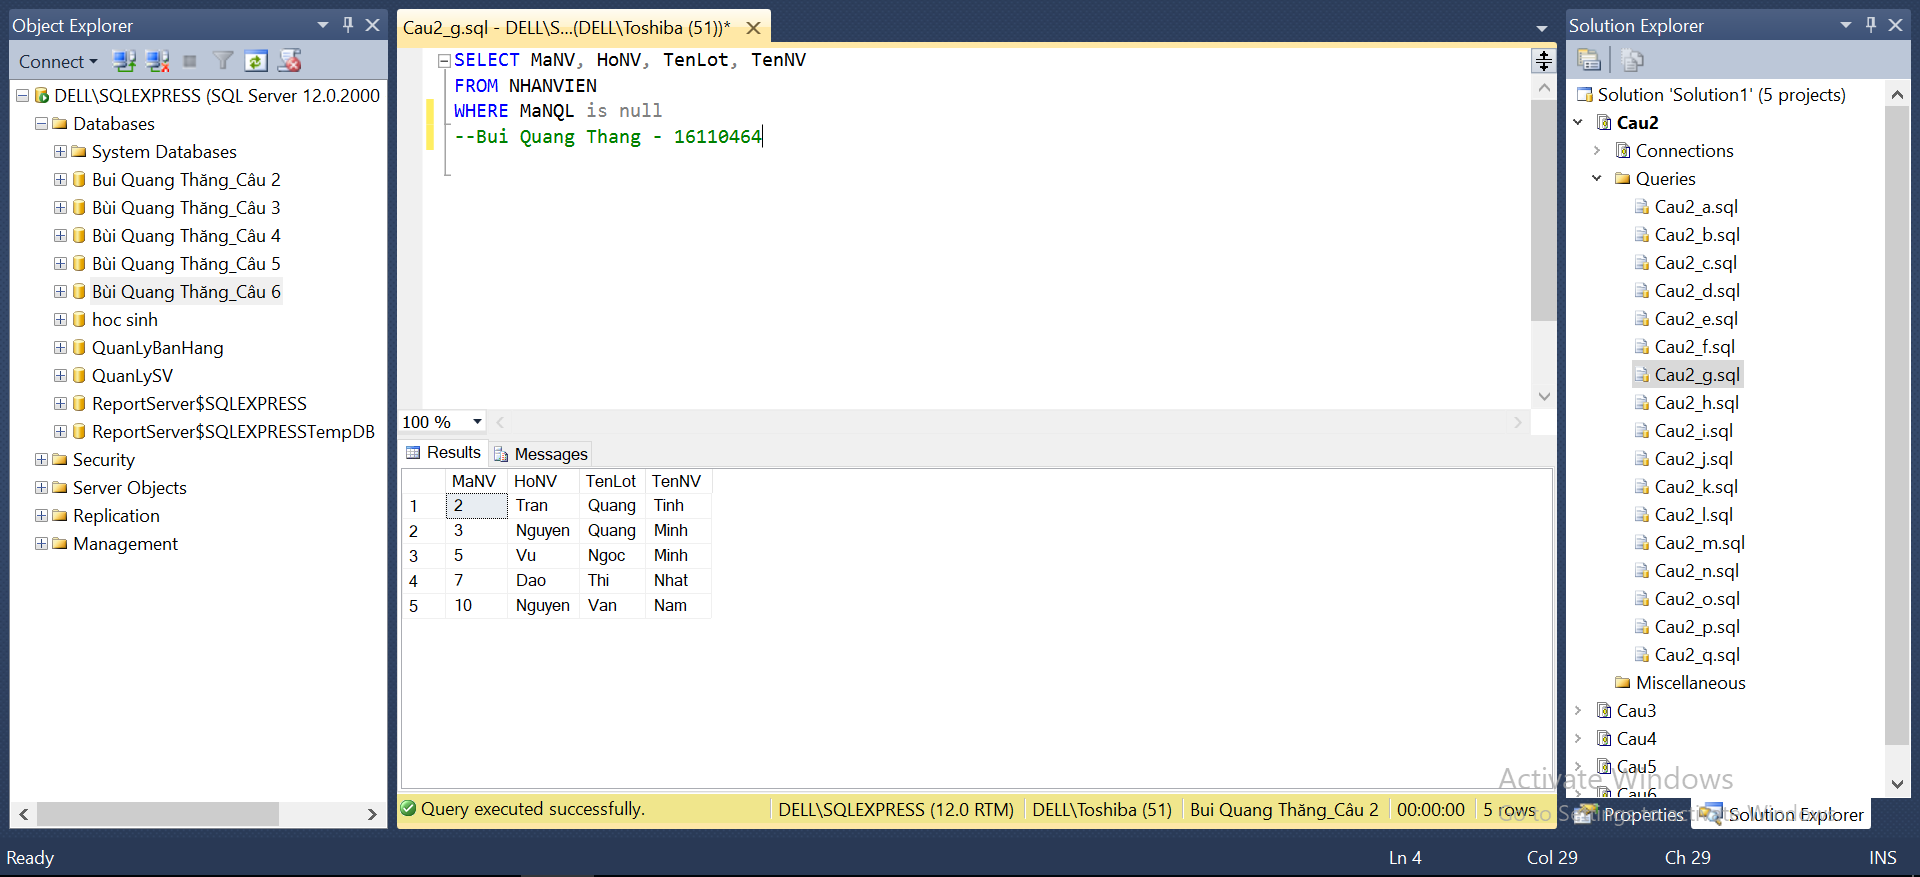 Object Explorer
Connect
DELL\SQLEXPRESS (SQL Server 12.0.2000
Databases
System Databases
Bui Quang Thăng_Câu 2
Bùi Quang Thăng_Câu 3
Bùi Quang Thăng_Câu 4
Bùi Quang Thăng_Câu 5
Bùi Quang Thăng_Câu 6
hoc sinh
QuanLyBanHang
QuanLySV
ReportServer$SQLEXPRESS
ReportServer$SQLEXPRESSTempDB
Security
Server Objects
Replication
Management
Cau2_g.sql - DELL\S...(DELL\Toshiba (51))*
SELECT MaNV, HoNV, TenLot, TenNV
FROM NHANVIEN
WHERE MaNQL is null
--Bui Quang Thang - 16110464
100 %
Results Messages
MaNV HoNV TenLot TenNV
1 2 Tran Quang Tinh
2 3 Nguyen Quang Minh
3 5 Vu Ngoc Minh
4 7 Dao Thi Nhat
5 10 Nguyen Van Nam
Query executed successfully. DELL\SQLEXPRESS (12.0 RTM) DELL\Toshiba (51) Bui Quang Thăng_Câu 2 00:00:00 5 rows
Solution Explorer
Solution 'Solution1' (5 projects)
Cau2
Connections
Queries
Cau2_a.sql
Cau2_b.sql
Cau2_c.sql
Cau2_d.sql
Cau2_e.sql
Cau2_f.sql
Cau2_g.sql
Cau2_h.sql
Cau2_i.sql
Cau2_j.sql
Cau2_k.sql
Cau2_l.sql
Cau2_m.sql
Cau2_n.sql
Cau2_o.sql
Cau2_p.sql
Cau2_q.sql
Miscellaneous
Cau3
Cau4
Cau5
Cau6
Activate Windows
Go to Settings to activate Windows.
Properties Solution Explorer
Ready Ln 4 Col 29 Ch 29 INS